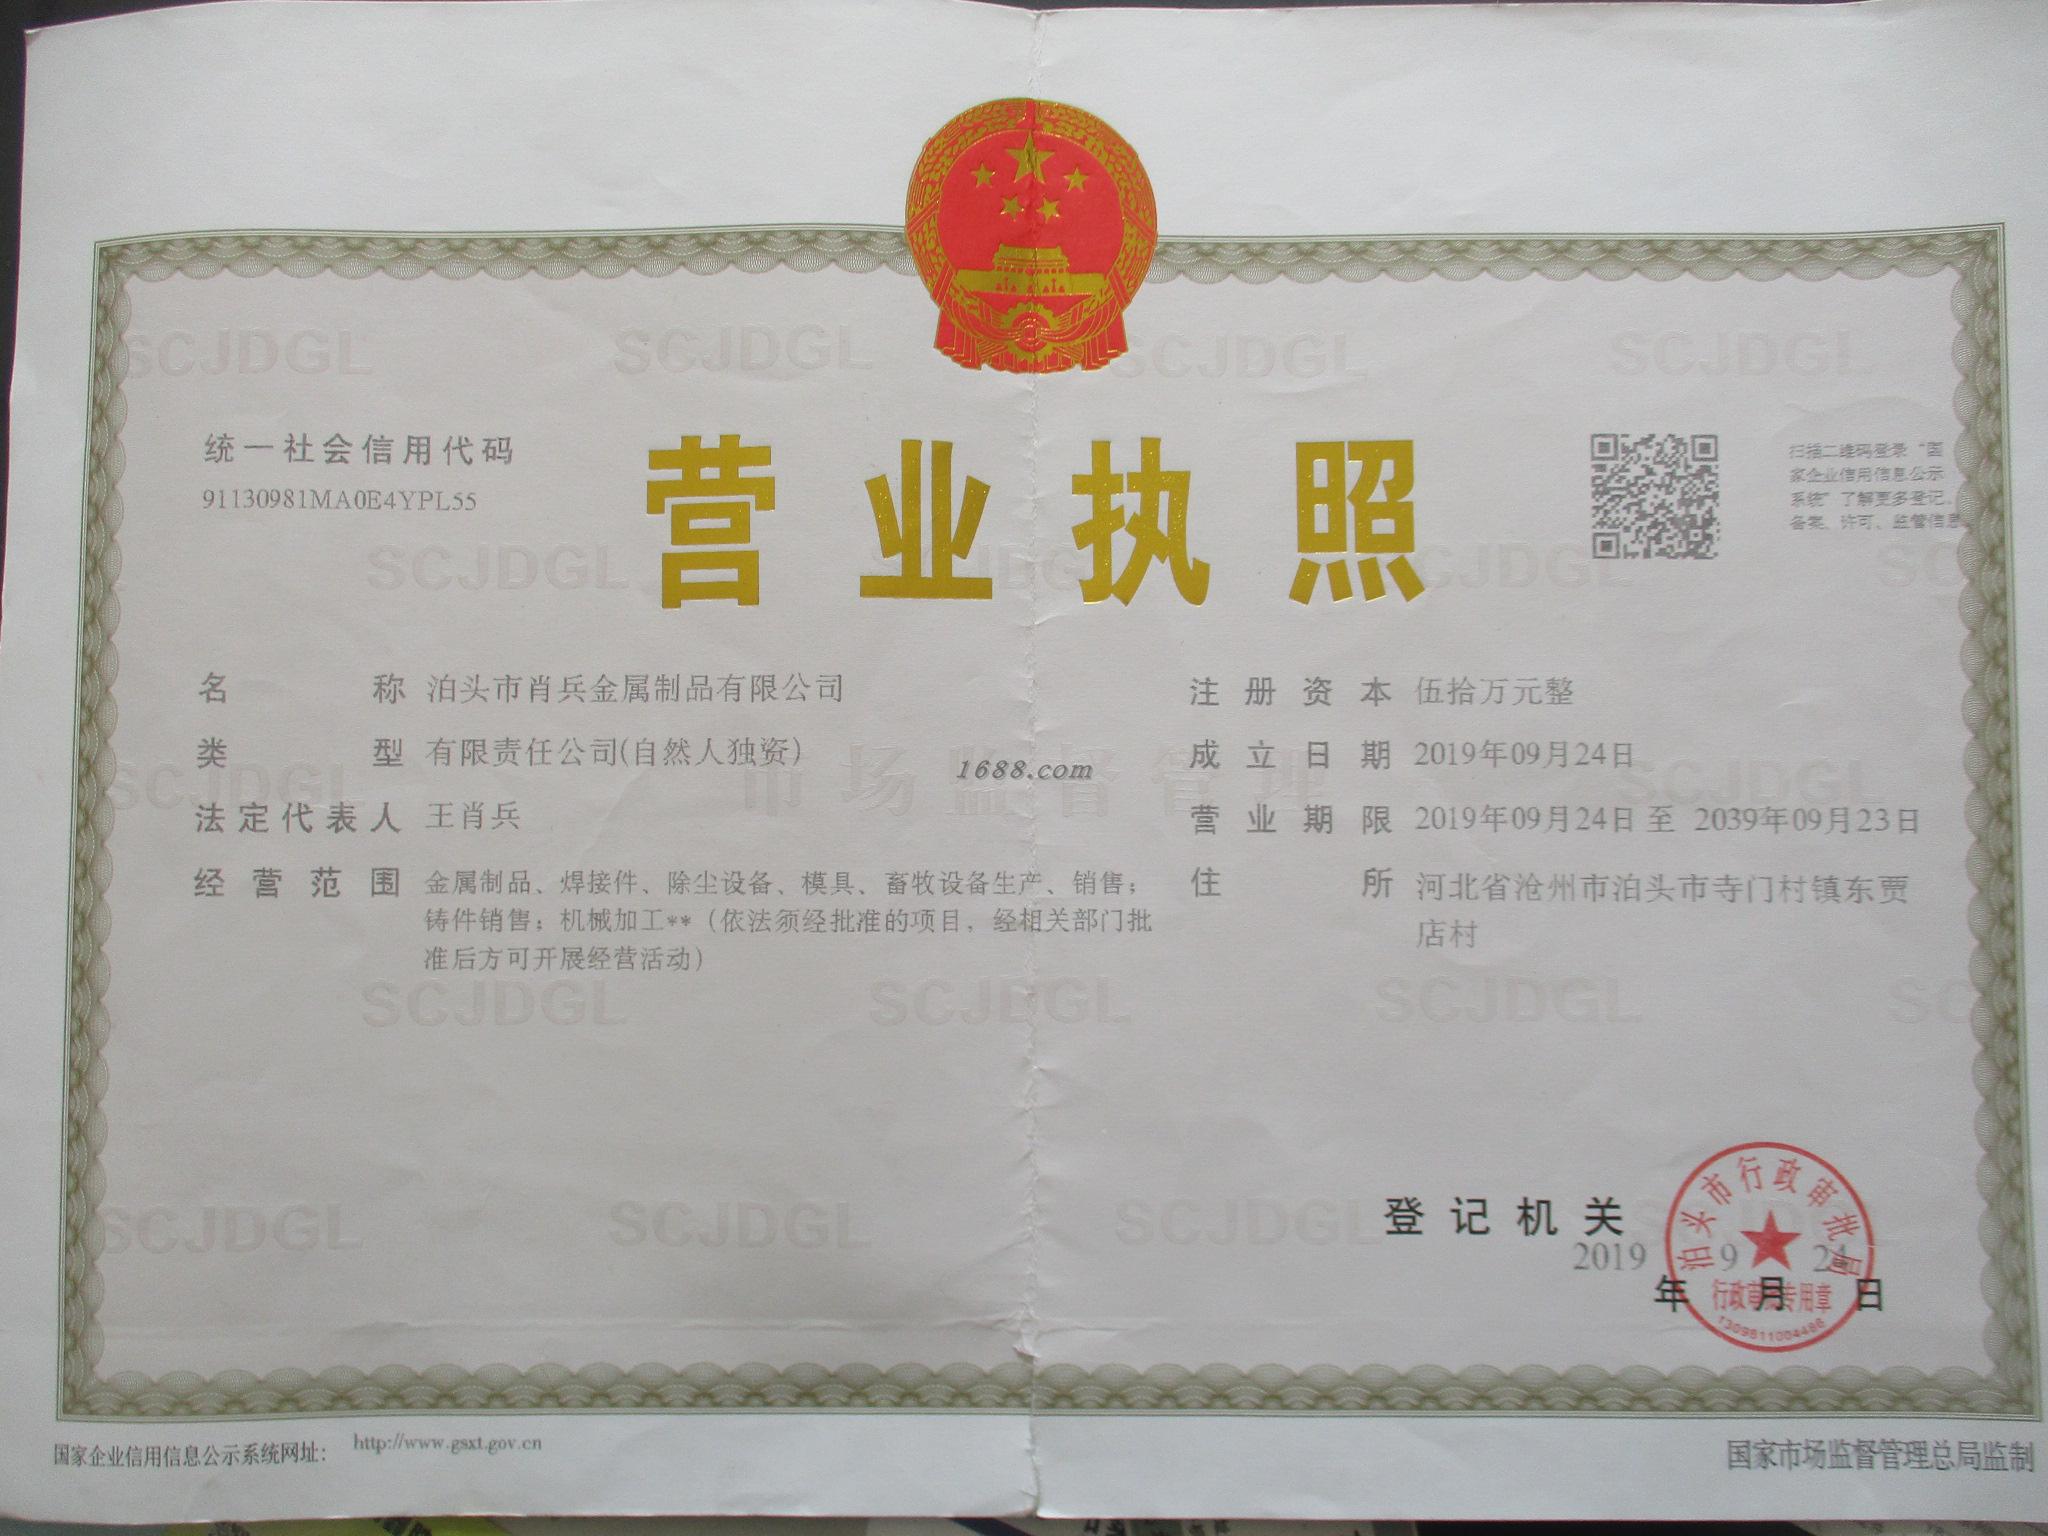 统一社会信用代码
91130981MA0E4YPL55
营业执照
扫描二维码登录“国
家企业信用信息公示
系统”了解更多登记、
备案、许可、监管信息
名称 泊头市肖兵金属制品有限公司
类型 有限责任公司(自然人独资)
法定代表人 王肖兵
经营范围 金属制品、焊接件、除尘设备、模具、畜牧设备生产、销售；
铸件销售；机械加工**（依法须经批准的项目，经相关部门批
准后方可开展经营活动）
注册资本 伍拾万元整
成立日期 2019年09月24日
营业期限 2019年09月24日 至 2039年09月23日
住所 河北省沧州市泊头市寺门村镇东贾
店村
1688.com
市场监督管理
SCJDGL SCJDGL SCJDGL SCJDGL
登记机关
2019 9 24
年 月 日
泊头市行政审批局
行政审批专用章
1309811004486
国家企业信用信息公示系统网址：
http://www.gsxt.gov.cn
国家市场监督管理总局监制